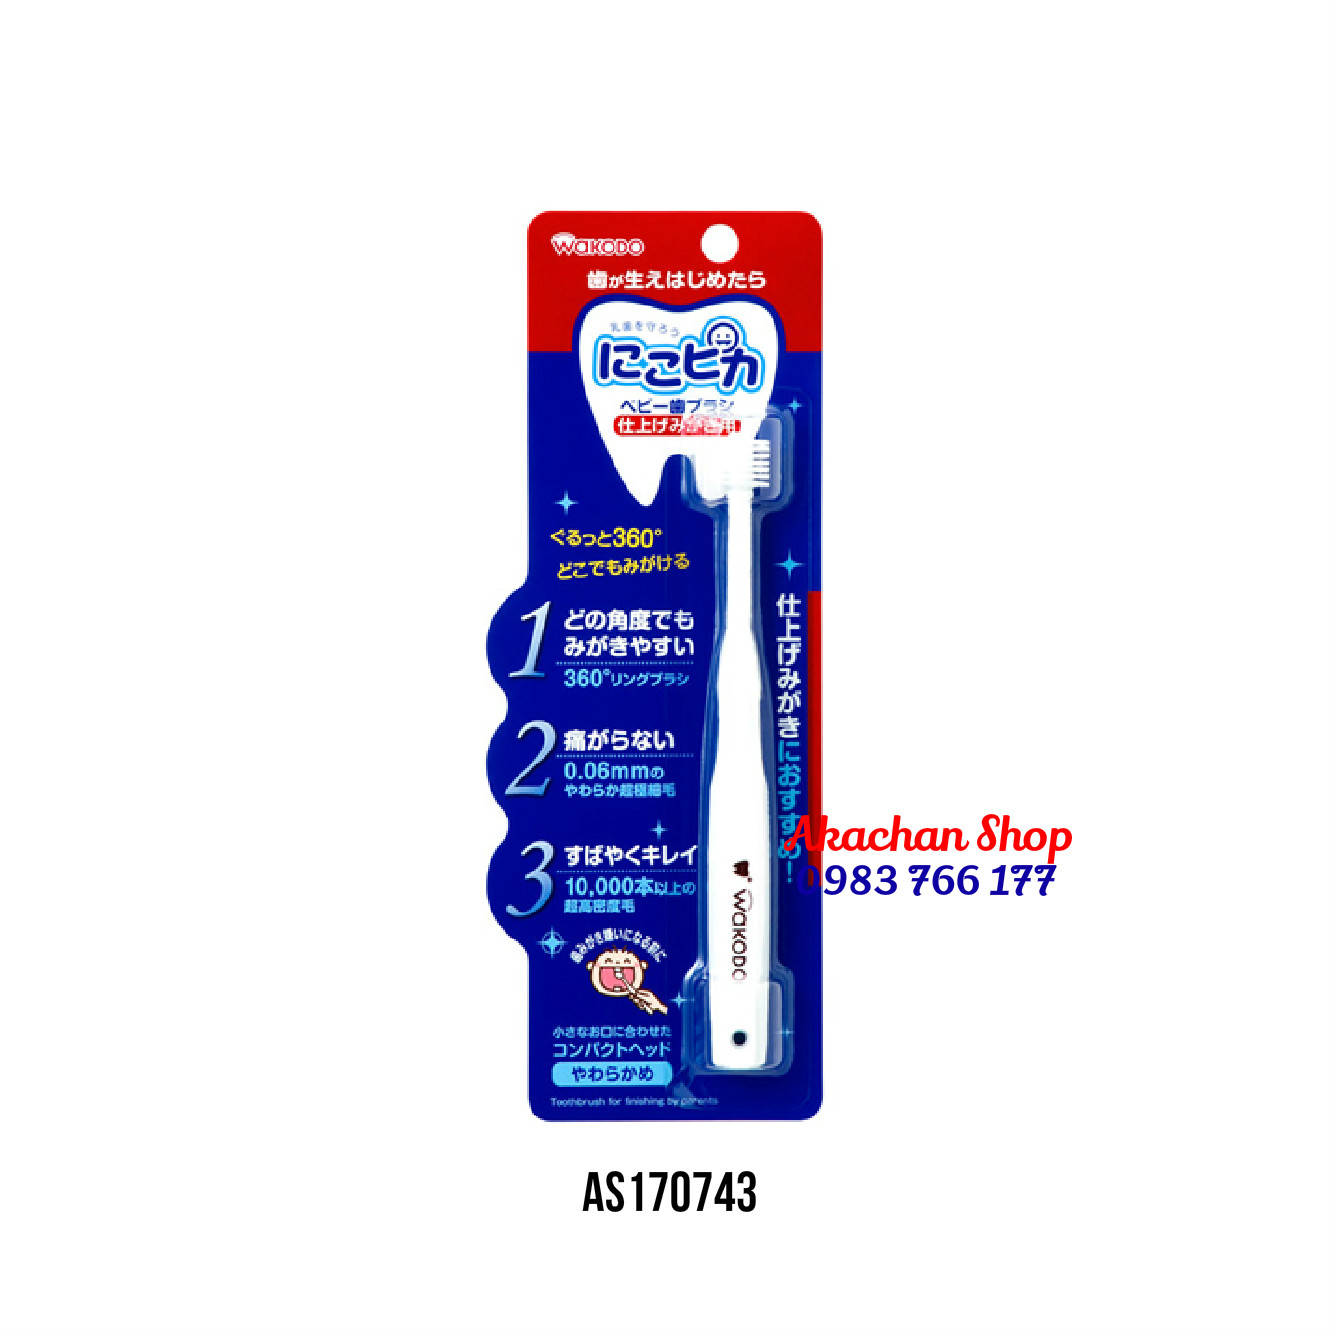 WAKODO
歯が生えはじめたら
乳歯を守ろう
にこピカ
ベビー歯ブラシ
仕上げみがき用
ぐるっと360°
どこでもみがける
1
どの角度でも
みがきやすい
360°リングブラシ
2
痛がらない
0.06mmの
やわらか超極細毛
3
すばやくキレイ
10,000本以上の
超高密度毛
歯みがき嫌いになる前に
小さなお口に合わせた
コンパクトヘッド
やわらかめ
Toothbrush for finishing by parents
仕上げみがきにおすすめ!
WAKODO
Akachan Shop
0983 766 177
AS170743